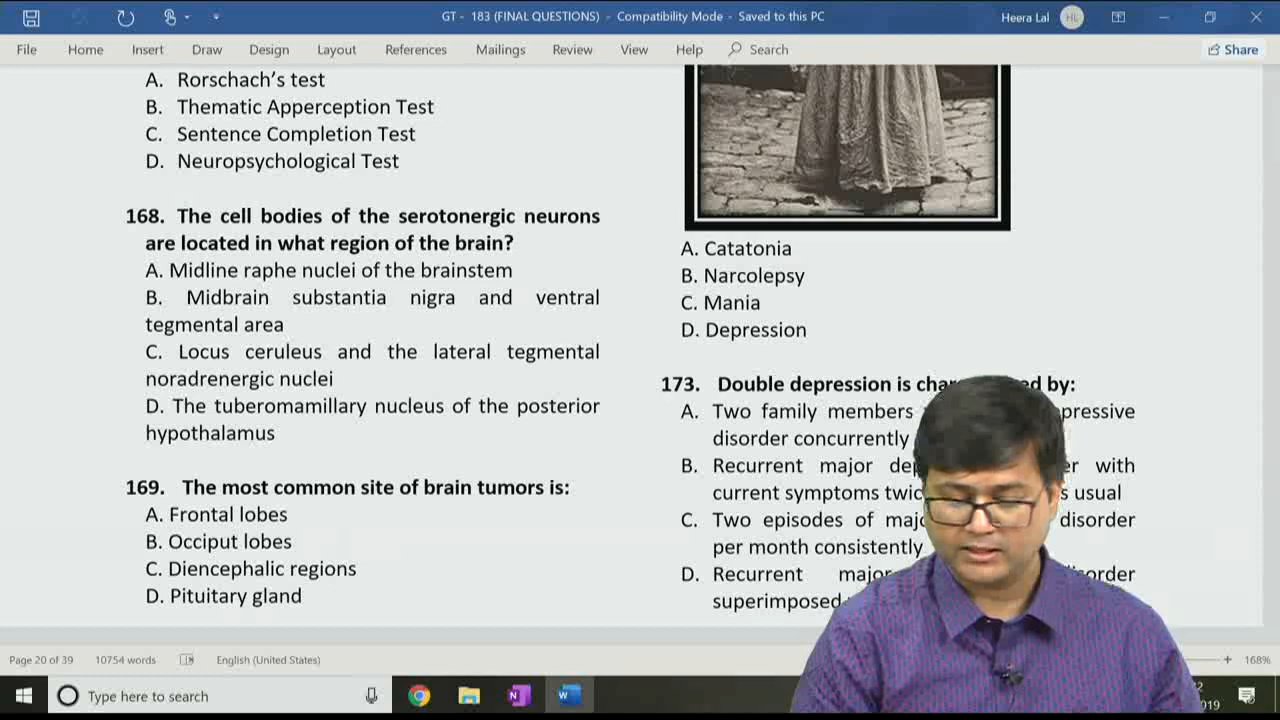 GT - 183 (FINAL QUESTIONS) - Compatibility Mode - Saved to this PC
Heera Lal
HL
File Home Insert Draw Design Layout References Mailings Review View Help Search
Share
A. Rorschach’s test
B. Thematic Apperception Test
C. Sentence Completion Test
D. Neuropsychological Test
168. The cell bodies of the serotonergic neurons
are located in what region of the brain?
A. Midline raphe nuclei of the brainstem
B. Midbrain substantia nigra and ventral
tegmental area
C. Locus ceruleus and the lateral tegmental
noradrenergic nuclei
D. The tuberomamillary nucleus of the posterior
hypothalamus
169. The most common site of brain tumors is:
A. Frontal lobes
B. Occiput lobes
C. Diencephalic regions
D. Pituitary gland
A. Catatonia
B. Narcolepsy
C. Mania
D. Depression
173. Double depression is by:
A. Two family members
disorder concurrently
B. Recurrent major with
current symptoms usual
C. Two episodes of disorder
per month consistently
D. Recurrent major
superimposed
Page 20 of 39 10754 words English (United States)
168%
Type here to search